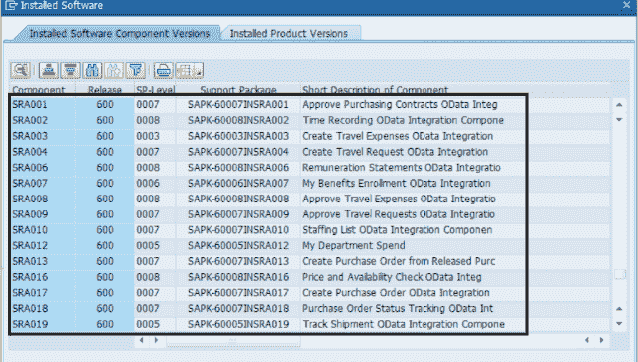 Installed Software
Installed Software Component Versions Installed Product Versions
Component Release SP-Level Support Package Short Description of Component
SRA001 600 0007 SAPK-60007INSRA001 Approve Purchasing Contracts OData Integ
SRA002 600 0008 SAPK-60008INSRA002 Time Recording OData Integration Compone
SRA003 600 0003 SAPK-60003INSRA003 Create Travel Expenses OData Integration
SRA004 600 0007 SAPK-60007INSRA004 Create Travel Request OData Integration
SRA006 600 0008 SAPK-60008INSRA006 Remuneration Statements OData Integratio
SRA007 600 0006 SAPK-60006INSRA007 My Benefits Enrollment OData Integration
SRA008 600 0008 SAPK-60008INSRA008 Approve Travel Expenses OData Integratio
SRA009 600 0007 SAPK-60007INSRA009 Approve Travel Requests OData Integratio
SRA010 600 0007 SAPK-60007INSRA010 Staffing List OData Integration Componen
SRA012 600 0005 SAPK-60005INSRA012 My Department Spend
SRA013 600 0007 SAPK-60007INSRA013 Create Purchase Order from Released Purc
SRA016 600 0008 SAPK-60008INSRA016 Price and Availability Check OData Integ
SRA017 600 0007 SAPK-60007INSRA017 Create Purchase Order OData Integration
SRA018 600 0007 SAPK-60007INSRA018 Purchase Order Status Tracking OData Int
SRA019 600 0005 SAPK-60005INSRA019 Track Shipment OData Integration Compone